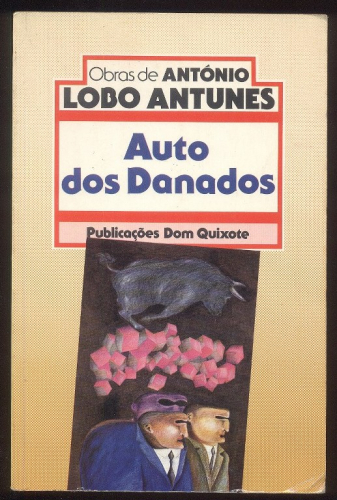 Obras de ANTÓNIO
LOBO ANTUNES
Auto
dos Danados
Publicações Dom Quixote